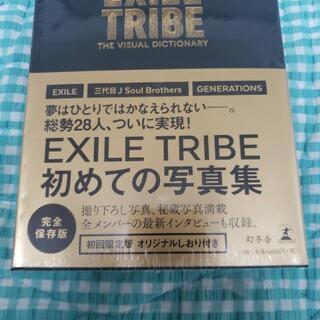 EXILE
TRIBE
THE VISUAL DICTIONARY
EXILE
三代目 J Soul Brothers
GENERATIONS
夢はひとりではかなえられない——。
総勢28人、ついに実現!
EXILE TRIBE
初めての写真集
完全
保存版
撮り下ろし写真、秘蔵写真満載
全メンバーの最新インタビューも収録。
初回限定版 オリジナルしおり付き
幻冬舎